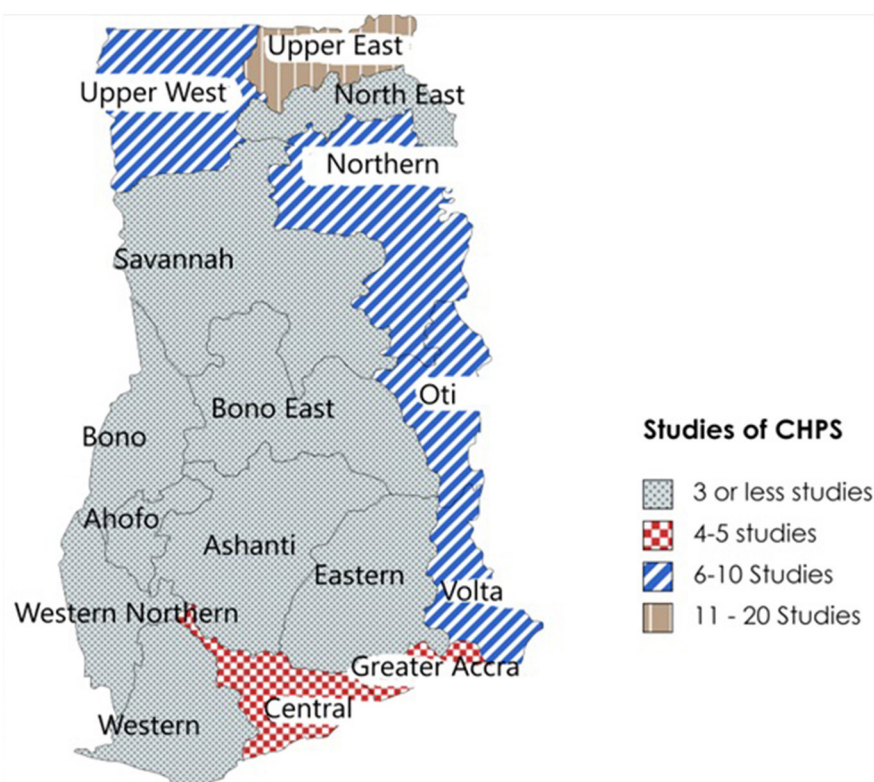 Upper East
Upper West
North East
Northern
Savannah
Oti
Bono East
Bono
Ahofo
Ashanti
Eastern
Volta
Western Northern
Greater Accra
Central
Western
Studies of CHPS
3 or less studies
4-5 studies
6-10 Studies
11 - 20 Studies